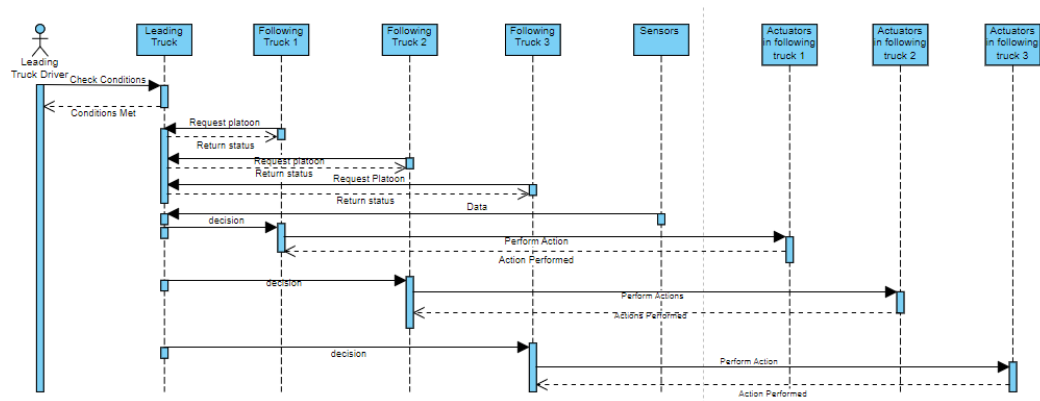 Leading
Truck
Following
Truck 1
Following
Truck 2
Following
Truck 3
Sensors
Actuators
in following
truck 1
Actuators
in following
truck 2
Actuators
in following
truck 3
Leading
Truck Driver
Check Conditions
Conditions Met
Request platoon
Return status
Request platoon
Return status
Request Platoon
Return status
Data
decision
Perform Action
Action Performed
decision
Perform Actions
Actions Performed
decision
Perform Action
Action Performed